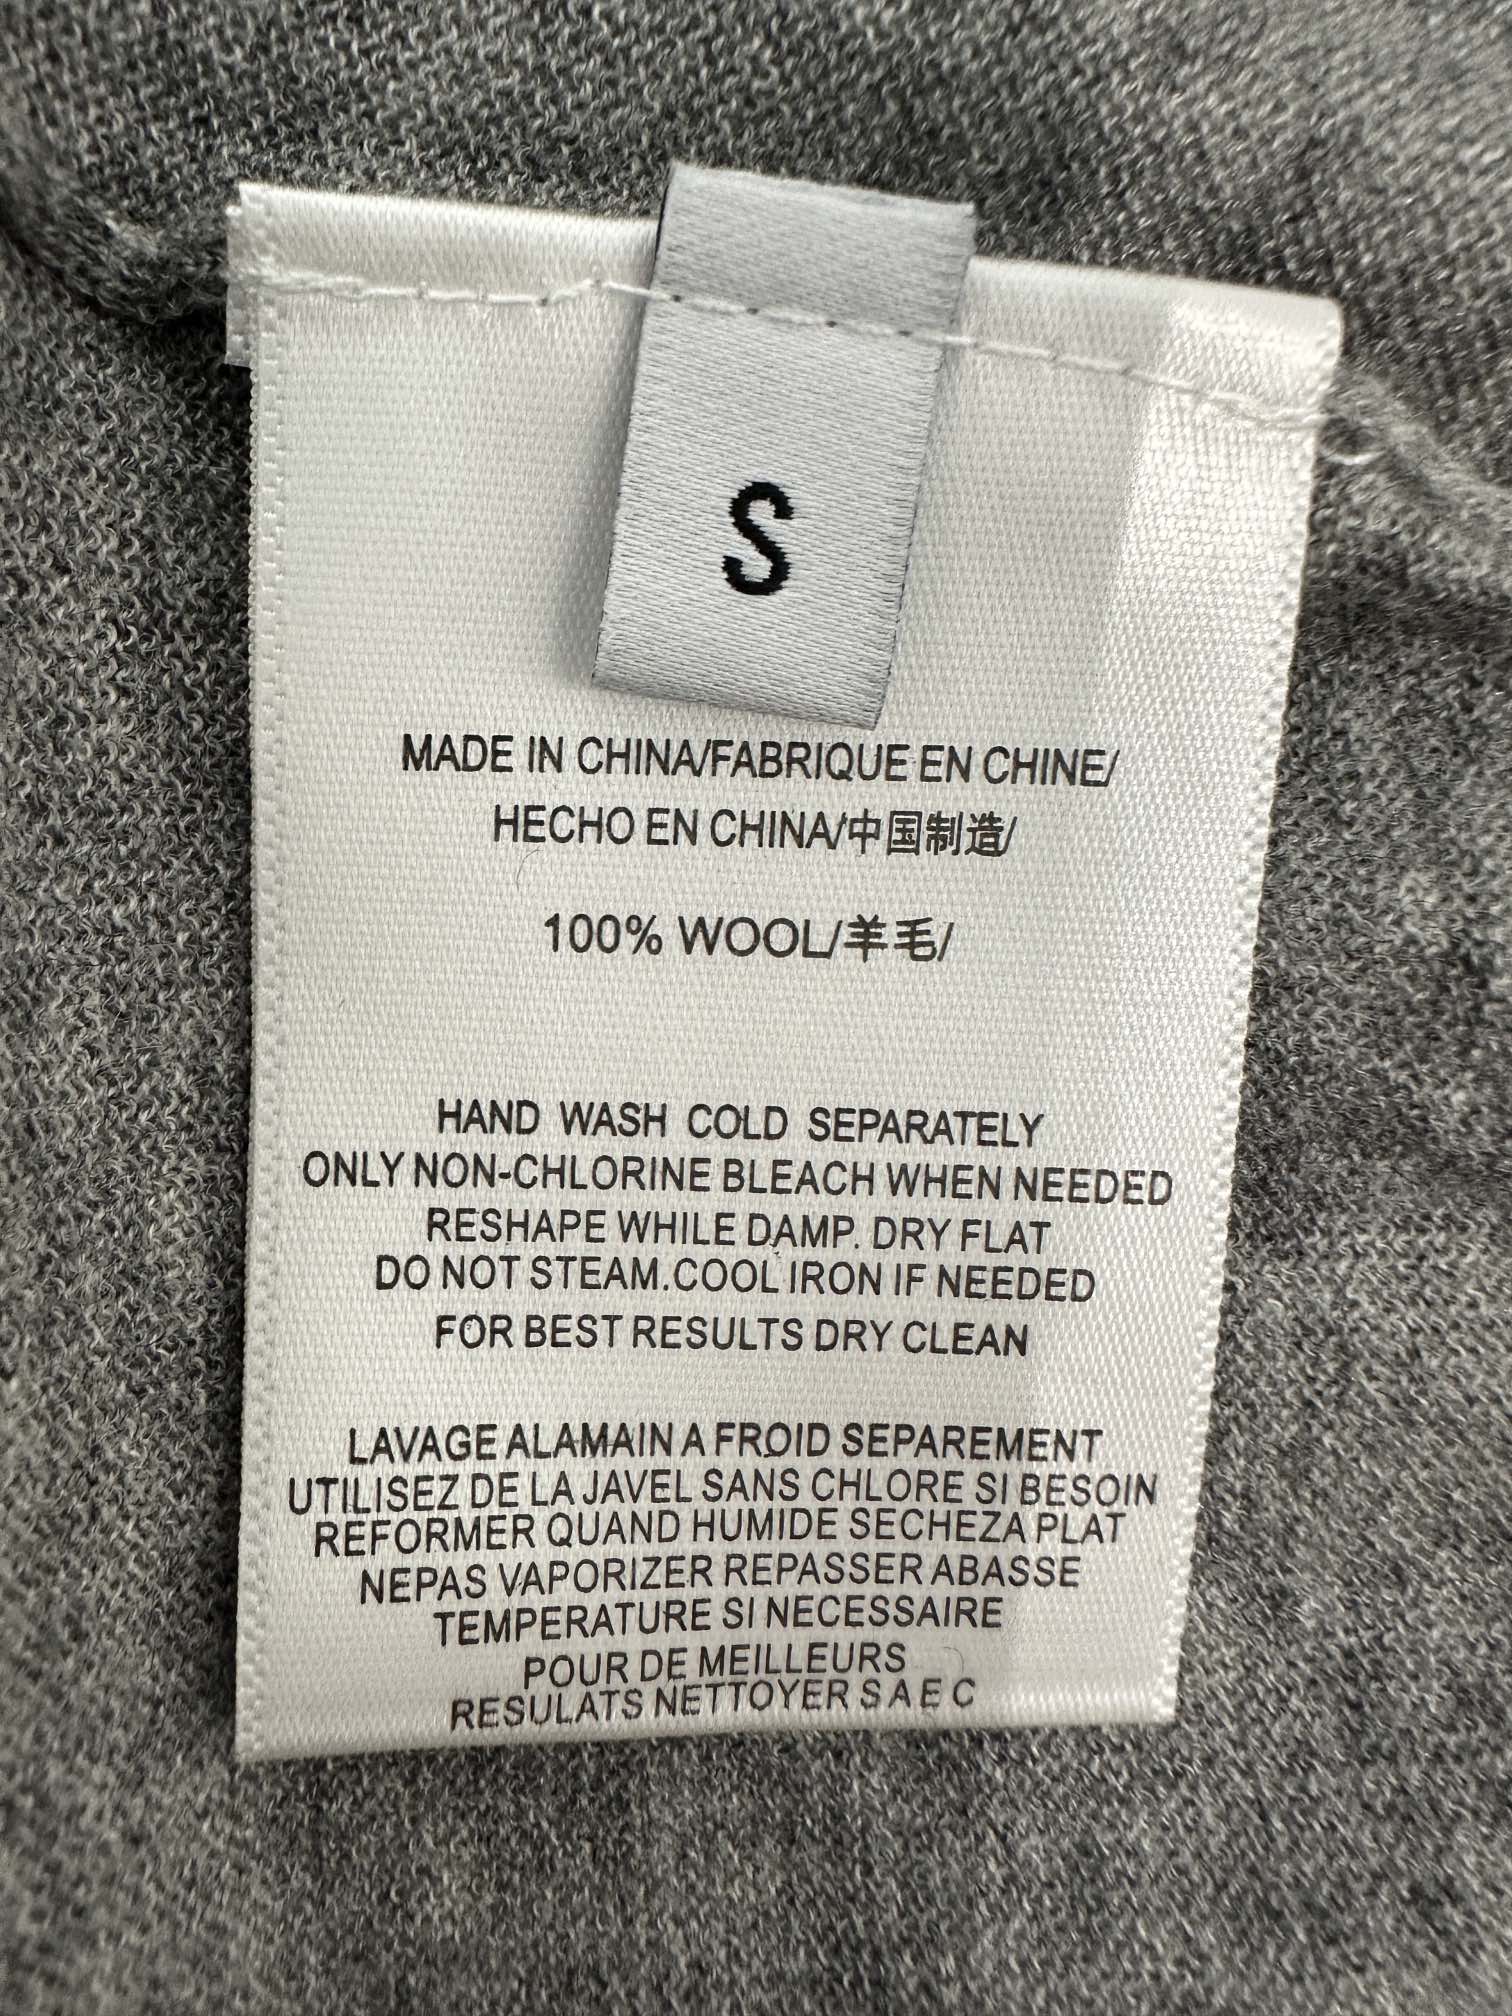 S
MADE IN CHINA/FABRIQUE EN CHINE/
HECHO EN CHINA/中国制造/
100% WOOL/羊毛/
HAND WASH COLD SEPARATELY
ONLY NON-CHLORINE BLEACH WHEN NEEDED
RESHAPE WHILE DAMP. DRY FLAT
DO NOT STEAM.COOL IRON IF NEEDED
FOR BEST RESULTS DRY CLEAN
LAVAGE ALAMAIN A FROID SEPAREMENT
UTILISEZ DE LA JAVEL SANS CHLORE SI BESOIN
REFORMER QUAND HUMIDE SECHEZA PLAT
NEPAS VAPORIZER REPASSER ABASSE
TEMPERATURE SI NECESSAIRE
POUR DE MEILLEURS
RESULATS NETTOYER S A E C